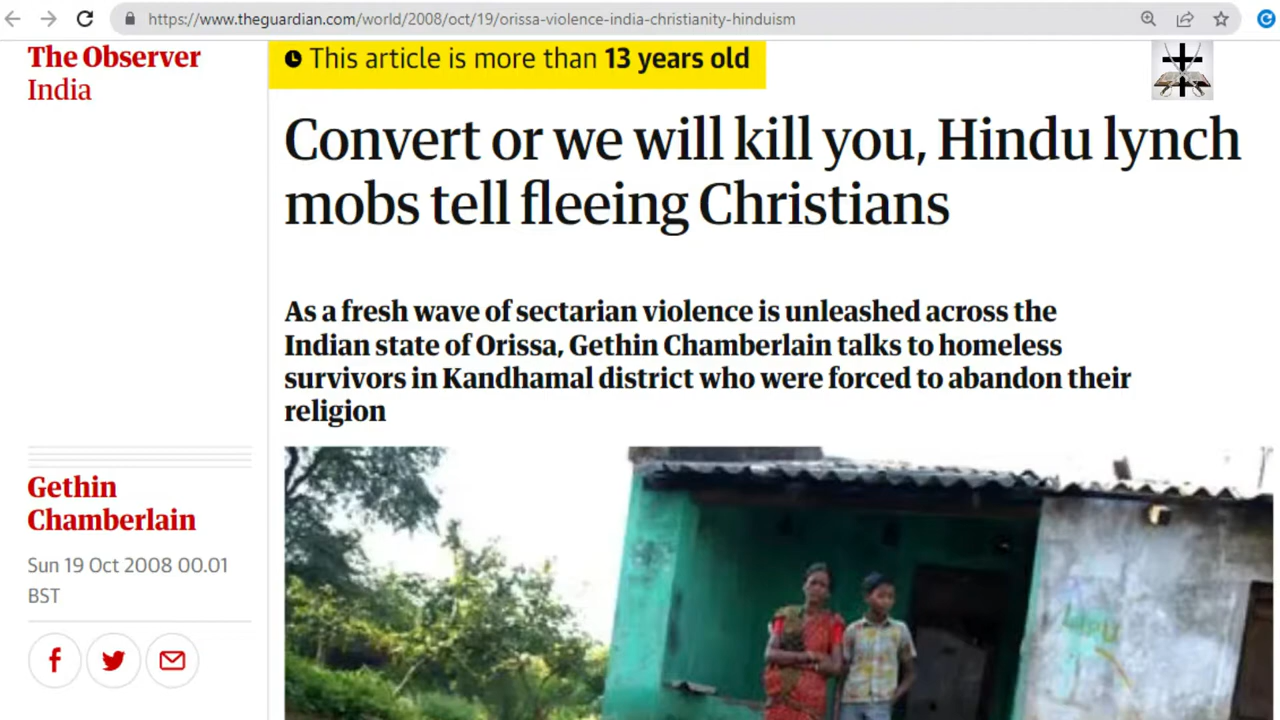 https://www.theguardian.com/world/2008/oct/19/orissa-violence-india-christianity-hinduism
The Observer
India
This article is more than 13 years old
Convert or we will kill you, Hindu lynch
mobs tell fleeing Christians
As a fresh wave of sectarian violence is unleashed across the
Indian state of Orissa, Gethin Chamberlain talks to homeless
survivors in Kandhamal district who were forced to abandon their
religion
Gethin
Chamberlain
Sun 19 Oct 2008 00.01
BST